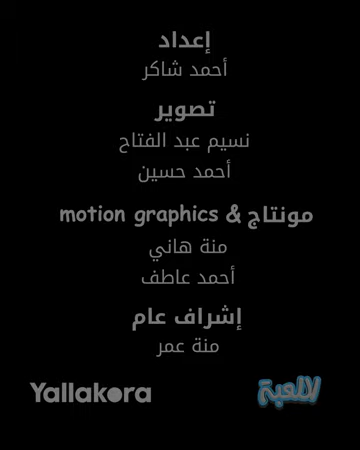 إعداد
أحمد شاكر
تصوير
نسيم عبد الفتاح
أحمد حسين
مونتاج & motion graphics
منة هاني
أحمد عاطف
إشراف عام
منة عمر
Yallakora
اللعيبة